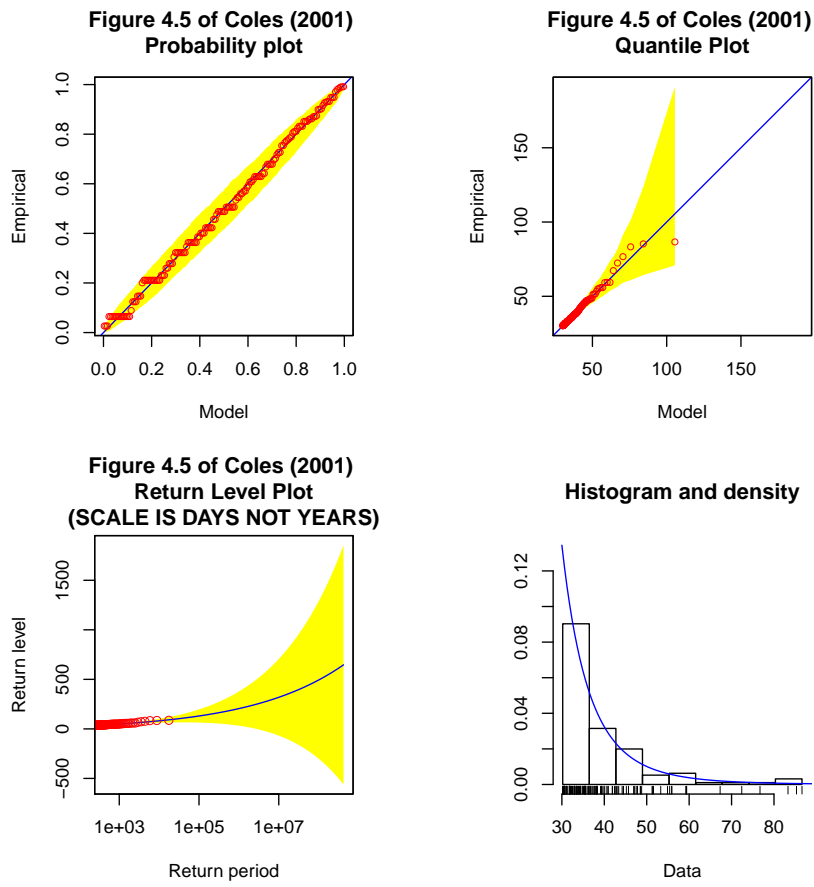 Figure 4.5 of Coles (2001)
Probability plot
Empirical
1.0
0.8
0.6
0.4
0.2
0.0
0.0 0.2 0.4 0.6 0.8 1.0
Model
Figure 4.5 of Coles (2001)
Quantile Plot
Empirical
150
100
50
50 100 150
Model
Figure 4.5 of Coles (2001)
Return Level Plot
(SCALE IS DAYS NOT YEARS)
Return level
1500
500
0
−500
1e+03 1e+05 1e+07
Return period
Histogram and density
0.12
0.08
0.04
0.00
30 40 50 60 70 80
Data